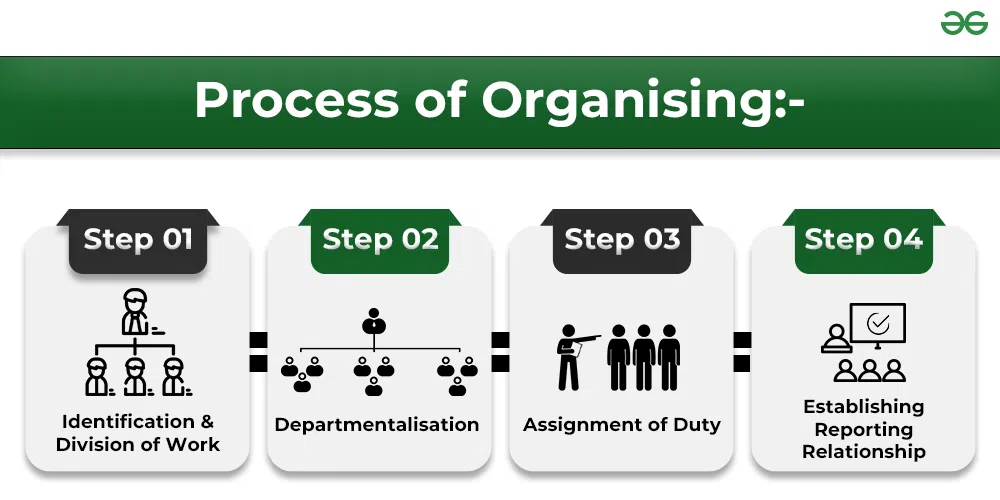 Process of Organising:-
Step 01
Identification &
Division of Work
Step 02
Departmentalisation
Step 03
Assignment of Duty
Step 04
Establishing
Reporting
Relationship